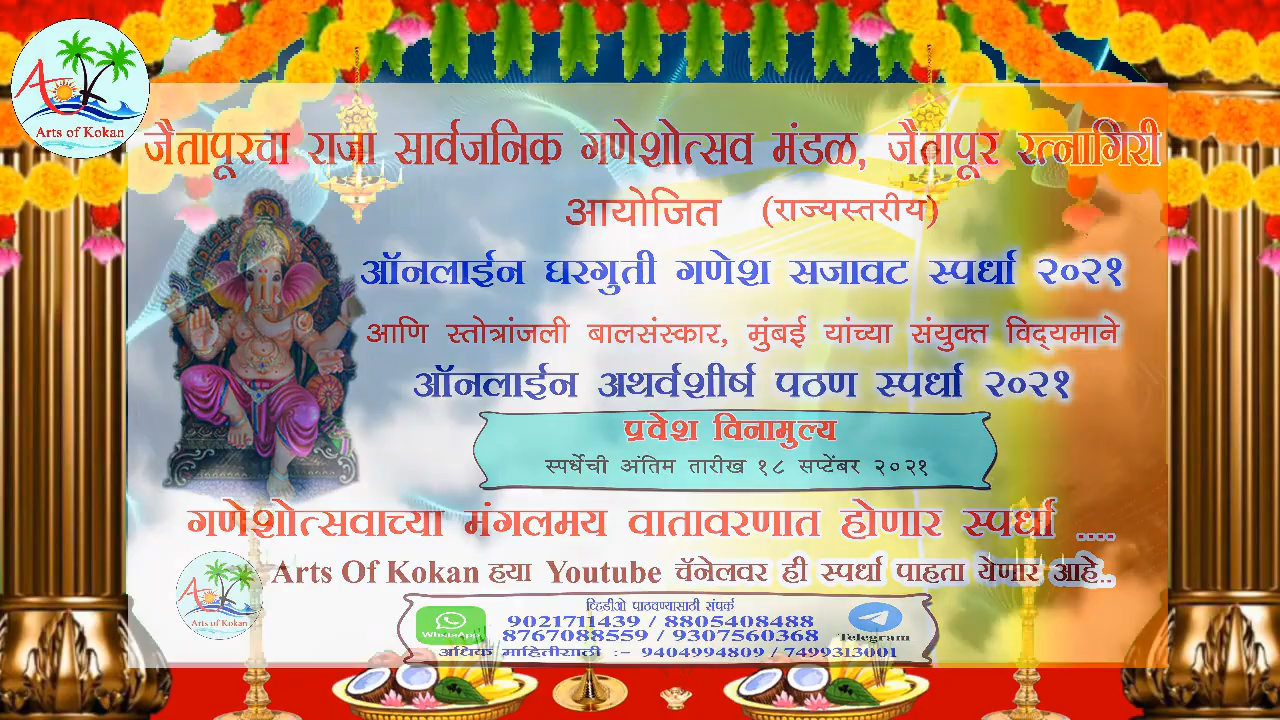 Arts of Kokan
जैतापूरचा राजा सार्वजनिक गणेशोत्सव मंडळ, जैतापूर रत्नागिरी
आयोजित (राज्यस्तरीय)
ऑनलाईन घरगुती गणेश सजावट स्पर्धा २०२१
आणि स्तोत्रांजली बालसंस्कार, मुंबई यांच्या संयुक्त विद्यमाने
ऑनलाईन अथर्वशीर्ष पठण स्पर्धा २०२१
प्रवेश विनामुल्य
स्पर्धेची अंतिम तारीख १८ सप्टेंबर २०२१
गणेशोत्सवाच्या मंगलमय वातावरणात होणार स्पर्धा ....
Arts Of Kokan हया Youtube चॅनेलवर ही स्पर्धा पाहता येणार आहे..
Arts of Kokan
व्हिडीओ पाठवण्यासाठी संपर्क
9021711439 / 8805408488
WhatsApp 8767088559 / 9307560368 Telegram
अधिक माहितीसाठी :- 9404994809 / 7499313001